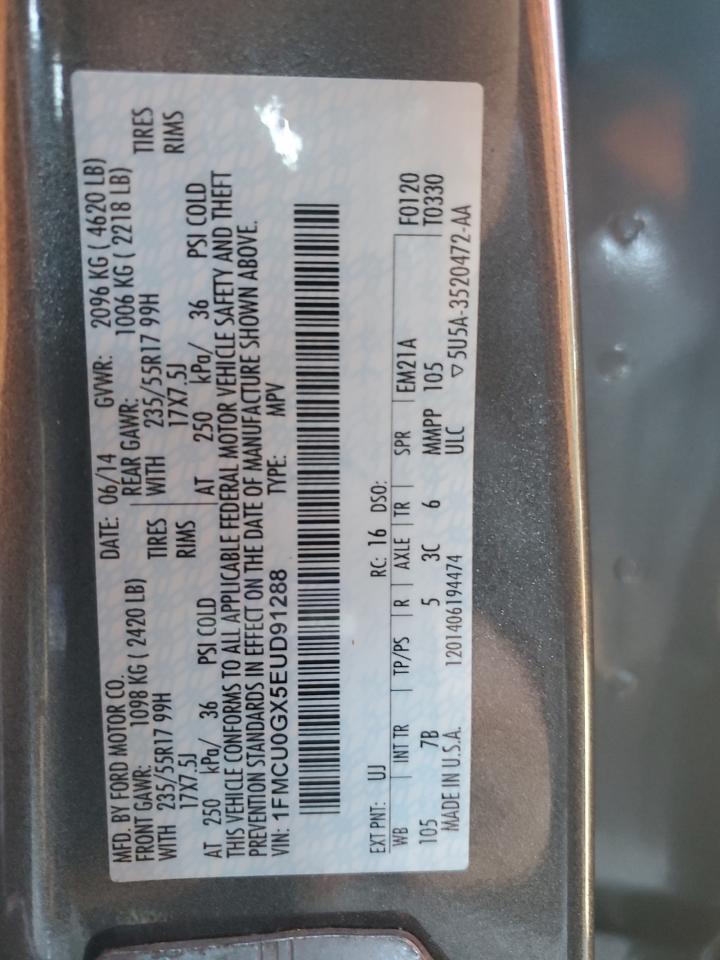 MFD. BY FORD MOTOR CO. DATE: 06/14 GVWR: 2096 KG ( 4620 LB)
FRONT GAWR: 1098 KG ( 2420 LB) REAR GAWR: 1006 KG ( 2218 LB)
WITH 235/55R17 99H TIRES WITH 235/55R17 99H TIRES
17X7.5J RIMS 17X7.5J RIMS
AT 250 kPa/ 36 PSI COLD AT 250 kPa/ 36 PSI COLD
THIS VEHICLE CONFORMS TO ALL APPLICABLE FEDERAL MOTOR VEHICLE SAFETY AND THEFT
PREVENTION STANDARDS IN EFFECT ON THE DATE OF MANUFACTURE SHOWN ABOVE.
VIN: 1FMCU0GX5EUD91288 TYPE: MPV
EXT PNT: UJ RC: 16 DSO:
WB INT TR TP/PS R AXLE TR SPR EM21A F0120
T0330
105 7B 5 3C 6 MMPP 105
MADE IN U.S.A. 1201406194474 ULC ▽5U5A-3520472-AA